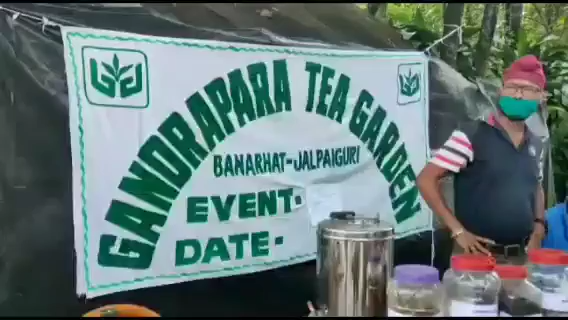 GANDRAPARA TEA GARDEN
BANARHAT-JALPAIGURI
EVENT-
DATE-